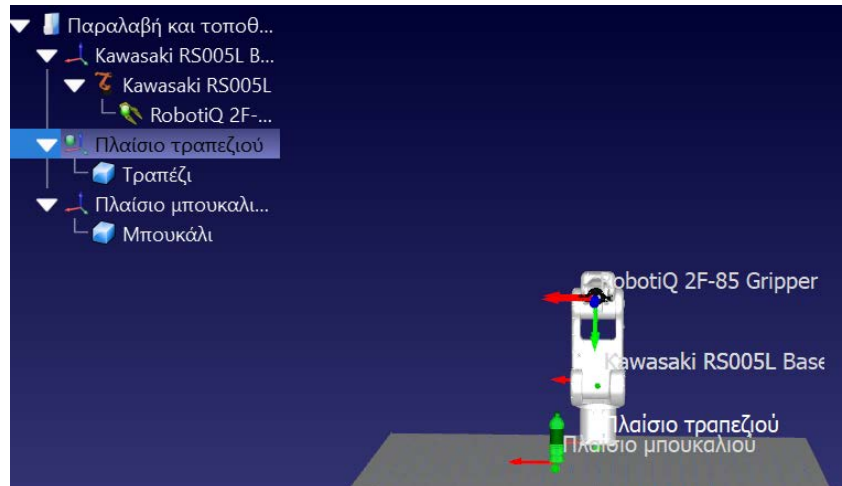 Παραλαβή και τοποθ...
Kawasaki RS005L B...
Kawasaki RS005L
RobotiQ 2F-...
Πλαίσιο τραπεζιού
Τραπέζι
Πλαίσιο μπουκαλι...
Μπουκάλι
RobotiQ 2F-85 Gripper
Kawasaki RS005L Base
Πλαίσιο τραπεζιού
Πλαίσιο μπουκαλιού